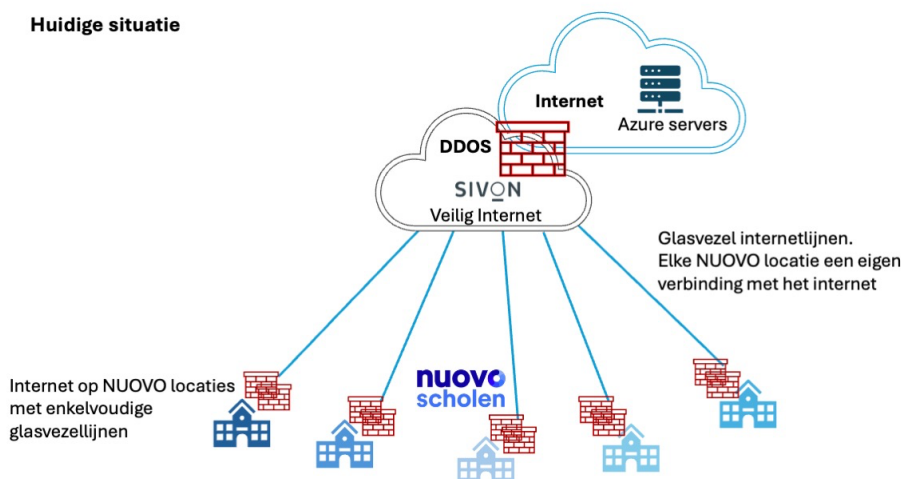 Huidige situatie
Internet
Azure servers
DDOS
SIVON
Veilig Internet
Glasvezel internetlijnen.
Elke NUOVO locatie een eigen
verbinding met het internet
Internet op NUOVO locaties
met enkelvoudige
glasvezellijnen
nuovo
scholen